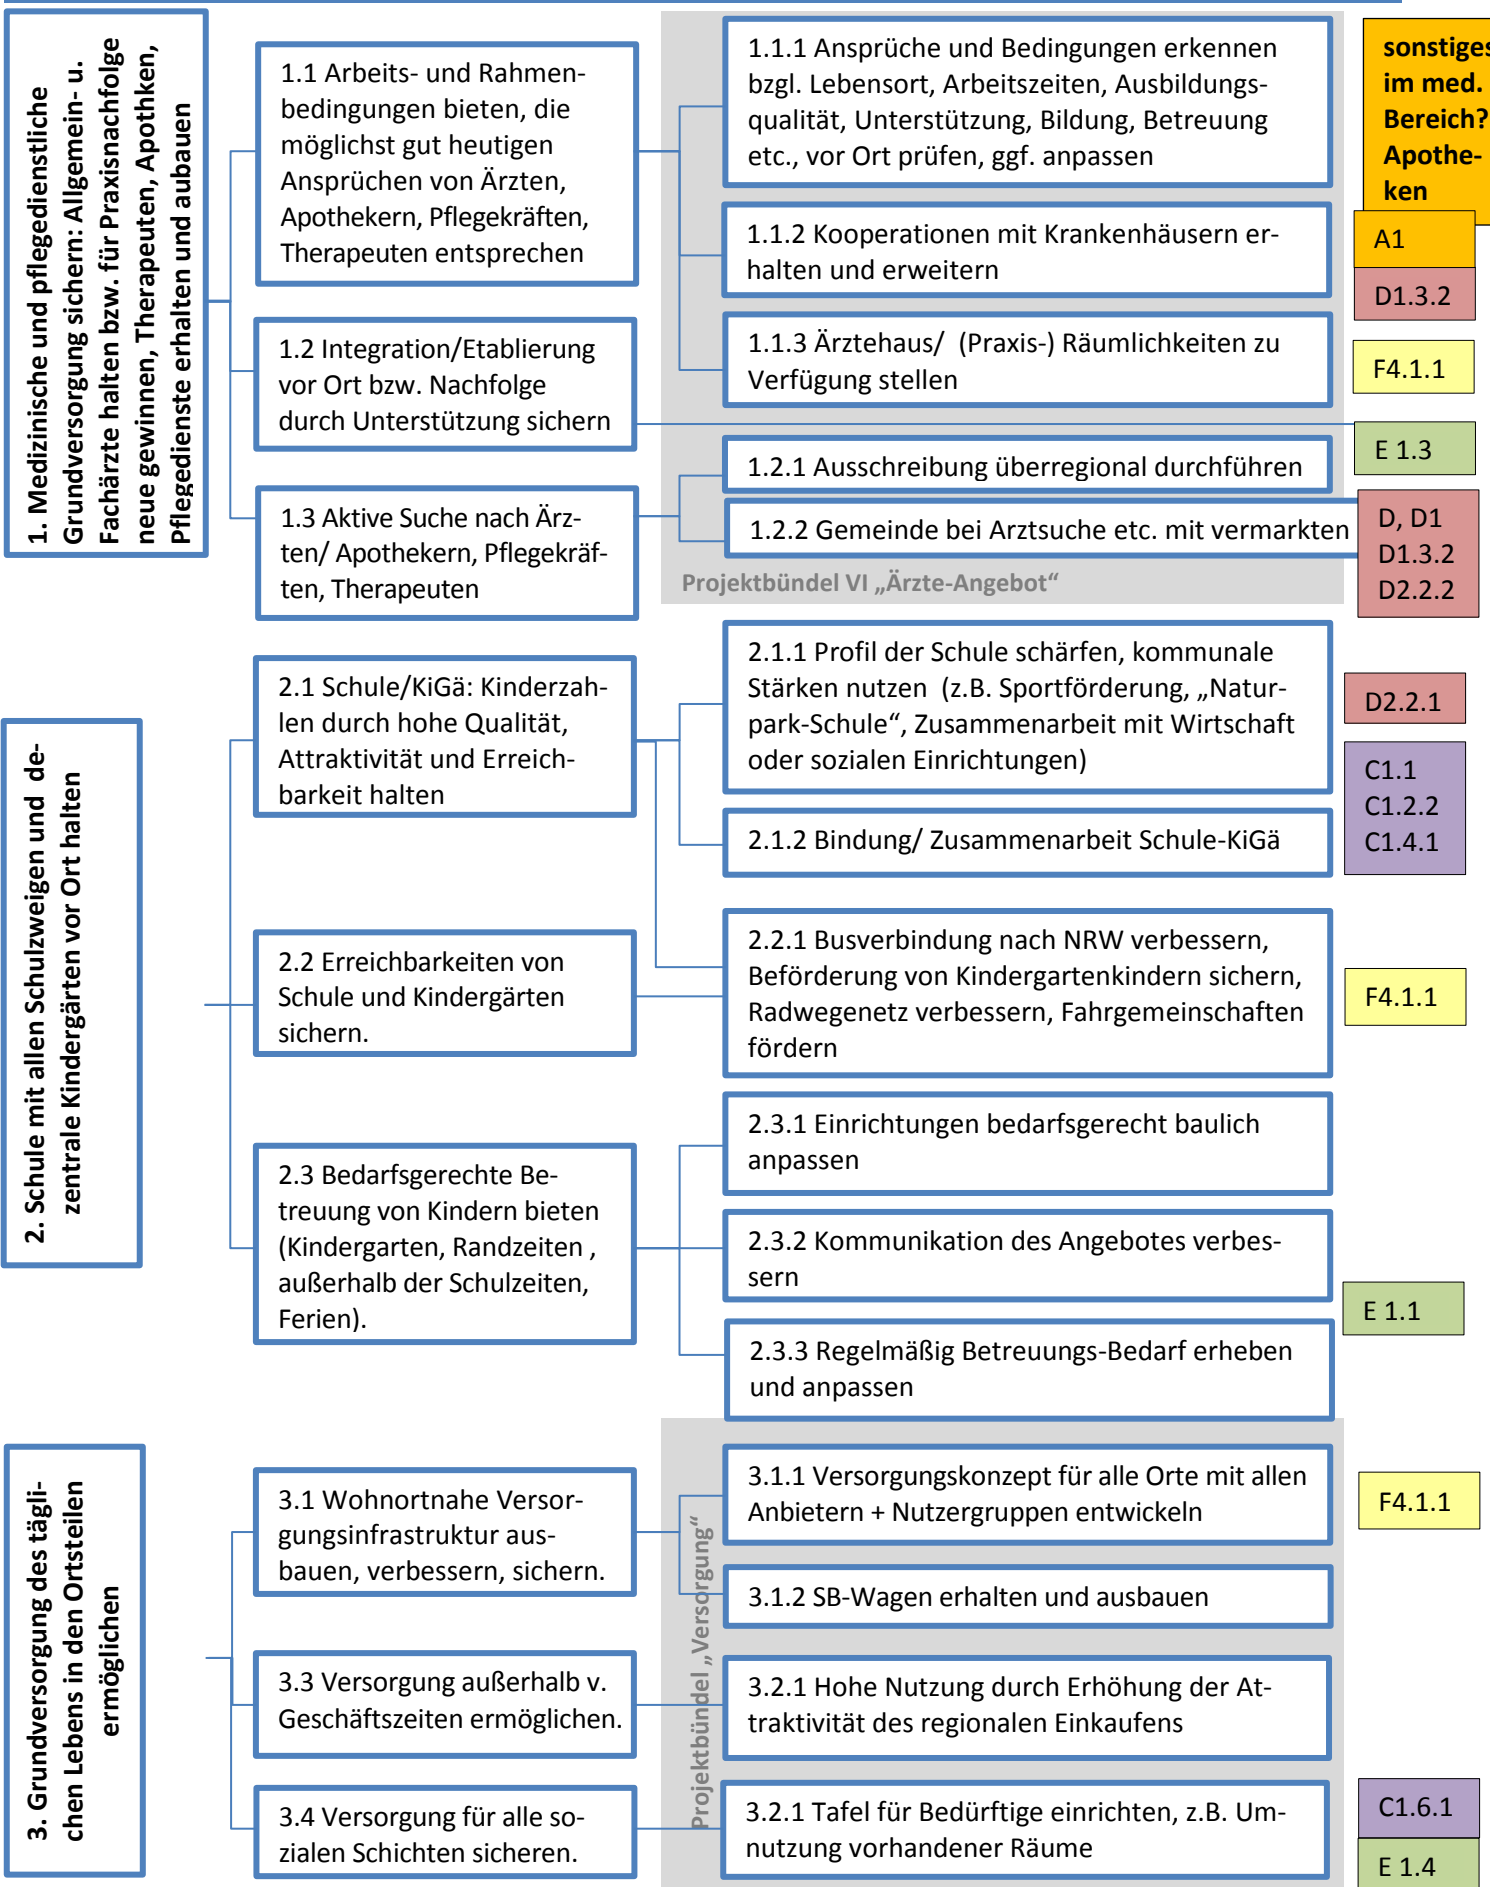 1. Medizinische und pflegedienstliche
Grundversorgung sichern: Allgemein- u.
Fachärzte halten bzw. für Praxisnachfolge
neue gewinnen, Therapeuten, Apothken,
Pflegedienste erhalten und aubauen
1.1 Arbeits- und Rahmen-
bedingungen bieten, die
möglichst gut heutigen
Ansprüchen von Ärzten,
Apothekern, Pflegekräften,
Therapeuten entsprechen
1.2 Integration/Etablierung
vor Ort bzw. Nachfolge
durch Unterstützung sichern
1.3 Aktive Suche nach Ärz-
ten/ Apothekern, Pflegekräf-
ten, Therapeuten
1.1.1 Ansprüche und Bedingungen erkennen
bzgl. Lebensort, Arbeitszeiten, Ausbildungs-
qualität, Unterstützung, Bildung, Betreuung
etc., vor Ort prüfen, ggf. anpassen
1.1.2 Kooperationen mit Krankenhäusern er-
halten und erweitern
1.1.3 Ärztehaus/ (Praxis-) Räumlichkeiten zu
Verfügung stellen
1.2.1 Ausschreibung überregional durchführen
1.2.2 Gemeinde bei Arztsuche etc. mit vermarkten
Projektbündel VI „Ärzte-Angebot“
sonstiges
im med.
Bereich?
Apothe-
ken
A1
D1.3.2
F4.1.1
E 1.3
D, D1
D1.3.2
D2.2.2
2. Schule mit allen Schulzweigen und de-
zentrale Kindergärten vor Ort halten
2.1 Schule/KiGä: Kinderzah-
len durch hohe Qualität,
Attraktivität und Erreich-
barkeit halten
2.2 Erreichbarkeiten von
Schule und Kindergärten
sichern.
2.3 Bedarfsgerechte Be-
treuung von Kindern bieten
(Kindergarten, Randzeiten ,
außerhalb der Schulzeiten,
Ferien).
2.1.1 Profil der Schule schärfen, kommunale
Stärken nutzen (z.B. Sportförderung, „Natur-
park-Schule“, Zusammenarbeit mit Wirtschaft
oder sozialen Einrichtungen)
2.1.2 Bindung/ Zusammenarbeit Schule-KiGä
2.2.1 Busverbindung nach NRW verbessern,
Beförderung von Kindergartenkindern sichern,
Radwegenetz verbessern, Fahrgemeinschaften
fördern
2.3.1 Einrichtungen bedarfsgerecht baulich
anpassen
2.3.2 Kommunikation des Angebotes verbes-
sern
2.3.3 Regelmäßig Betreuungs-Bedarf erheben
und anpassen
D2.2.1
C1.1
C1.2.2
C1.4.1
F4.1.1
E 1.1
3. Grundversorgung des tägli-
chen Lebens in den Ortsteilen
ermöglichen
3.1 Wohnortnahe Versor-
gungsinfrastruktur aus-
bauen, verbessern, sichern.
3.3 Versorgung außerhalb v.
Geschäftszeiten ermöglichen.
3.4 Versorgung für alle so-
zialen Schichten sicheren.
Projektbündel „Versorgung“
3.1.1 Versorgungskonzept für alle Orte mit allen
Anbietern + Nutzergruppen entwickeln
3.1.2 SB-Wagen erhalten und ausbauen
3.2.1 Hohe Nutzung durch Erhöhung der At-
traktivität des regionalen Einkaufens
3.2.1 Tafel für Bedürftige einrichten, z.B. Um-
nutzung vorhandener Räume
F4.1.1
C1.6.1
E 1.4